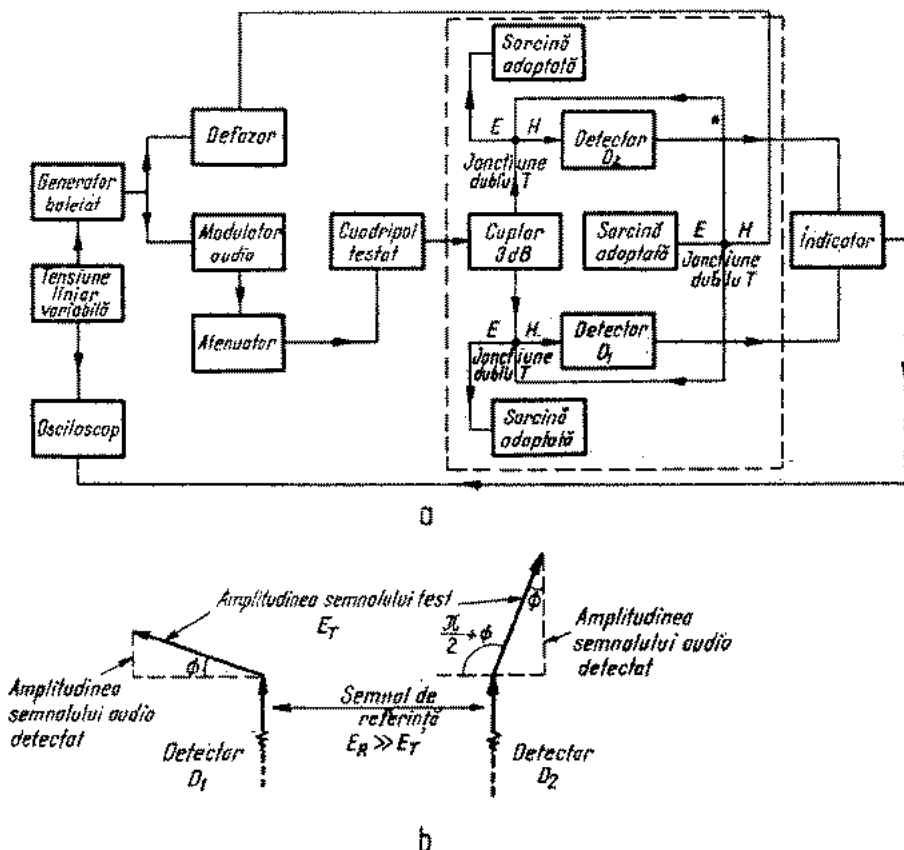 Sarcină
adaptată
Defazor
E H
Detector
D2
*
Joncțiune
dublu T
Generator
baleiat
Modulator
audio
Cuadripol
testat
Cuplor
3 dB
Sarcină
adaptată
E H
Joncțiune
dublu T
Indicator
Tensiune
liniar
variabilă
Atenuator
E H
Detector
D1
Joncțiune
dublu T
Osciloscop
Sarcină
adaptată
a
Amplitudinea semnalului test
ET
ϕ
Amplitudinea
semnalului audio
detectat
Semnal de
referință
ER ≫ ET
Detector
D1
π/2 + ϕ
ϕ
Amplitudinea
semnalului audio
detectat
Detector
D2
b